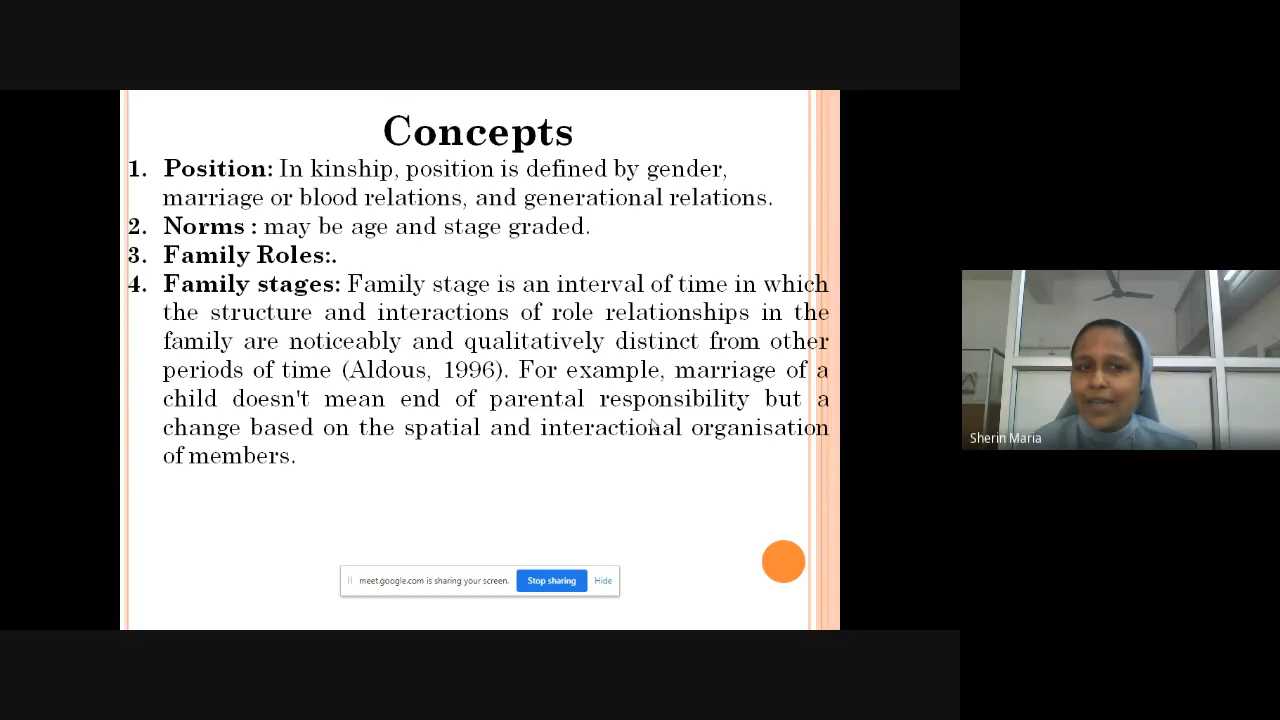 Concepts
1. Position: In kinship, position is defined by gender,
marriage or blood relations, and generational relations.
2. Norms : may be age and stage graded.
3. Family Roles:.
4. Family stages: Family stage is an interval of time in which
the structure and interactions of role relationships in the
family are noticeably and qualitatively distinct from other
periods of time (Aldous, 1996). For example, marriage of a
child doesn't mean end of parental responsibility but a
change based on the spatial and interactional organisation
of members.
meet.google.com is sharing your screen. Stop sharing Hide
Sherin Maria